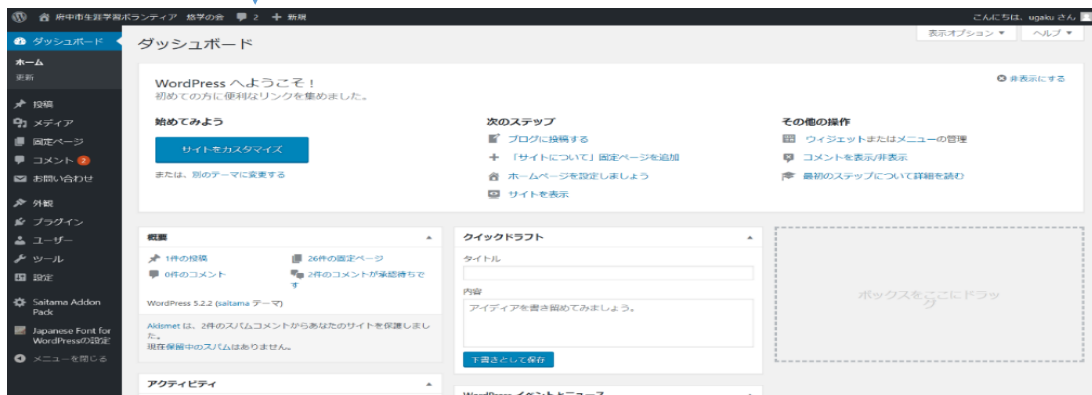 府中市生涯学習ボランティア 悠学の会 2 + 新規
こんにちは、ugaku さん
ダッシュボード
ホーム
更新
投稿
メディア
固定ページ
コメント 2
お問い合わせ
外観
プラグイン
ユーザー
ツール
設定
Saitama Addon
Pack
Japanese Font for
WordPressの設定
メニューを閉じる
表示オプション ▼
ヘルプ ▼
ダッシュボード
WordPress へようこそ !
初めての方に便利なリンクを集めました。
非表示にする
始めてみよう
サイトをカスタマイズ
または、別のテーマに変更する
次のステップ
ブログに投稿する
「サイトについて」固定ページを追加
ホームページを設定しましょう
サイトを表示
その他の操作
ウィジェットまたはメニューの管理
コメントを表示/非表示
最初のステップについて詳細を読む
概要
1件の投稿
26件の固定ページ
0件のコメント
2件のコメントが承認待ちで
す
WordPress 5.2.2 (saitama テーマ)
Akismet は、2件のスパムコメントからあなたのサイトを保護しまし
た。
現在保留中のスパムはありません。
アクティビティ
クイックドラフト
タイトル
内容
アイディアを書き留めてみましょう。
下書きとして保存
WordPress イベントとニュース
ボックスをここにドラッ
グ